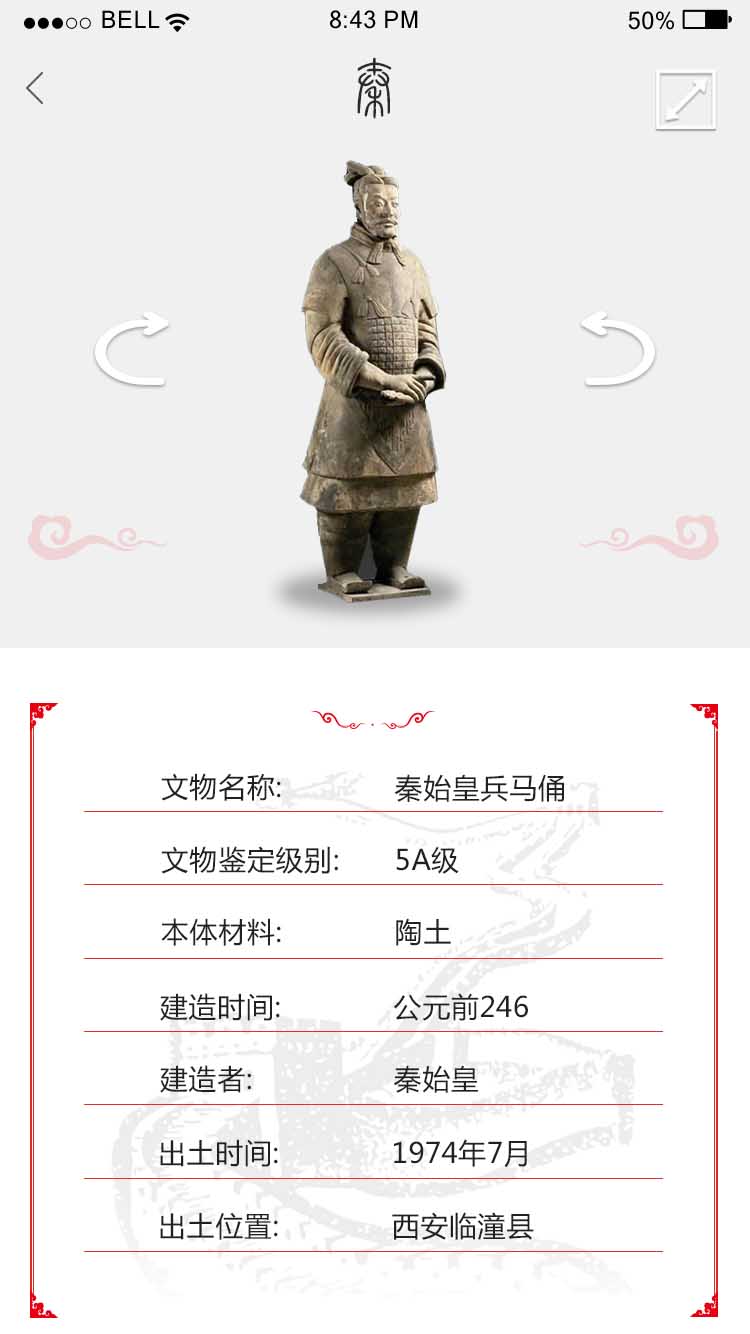 BELL 8:43 PM 50%
秦
文物名称: 秦始皇兵马俑
文物鉴定级别: 5A级
本体材料: 陶土
建造时间: 公元前246
建造者: 秦始皇
出土时间: 1974年7月
出土位置: 西安临潼县